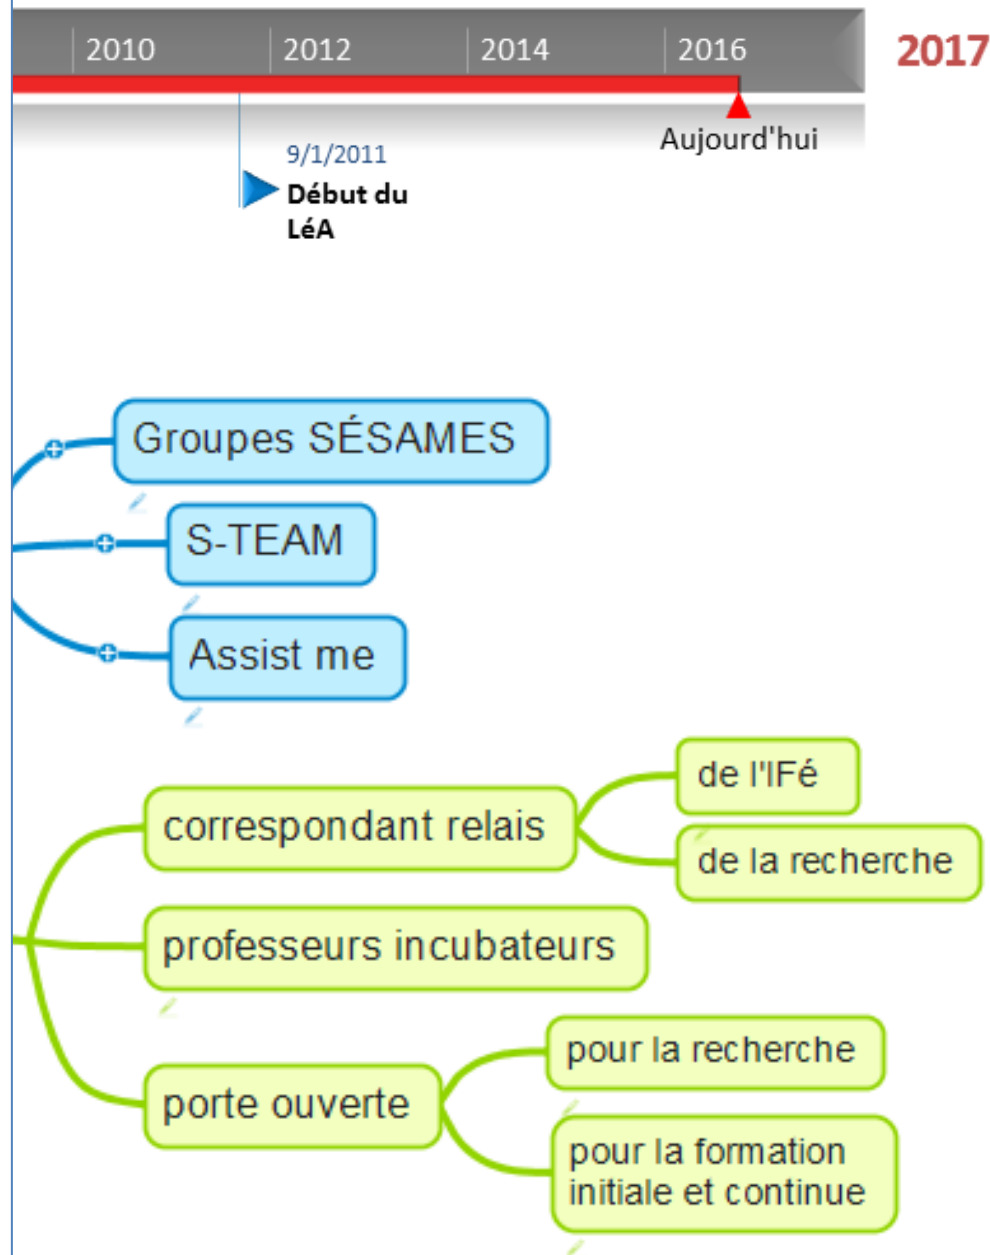 2010 2012 2014 2016 2017
Aujourd'hui
9/1/2011
Début du
LéA
Groupes SÉSAMES
S-TEAM
Assist me
correspondant relais
de l'IFé
de la recherche
professeurs incubateurs
porte ouverte
pour la recherche
pour la formation
initiale et continue